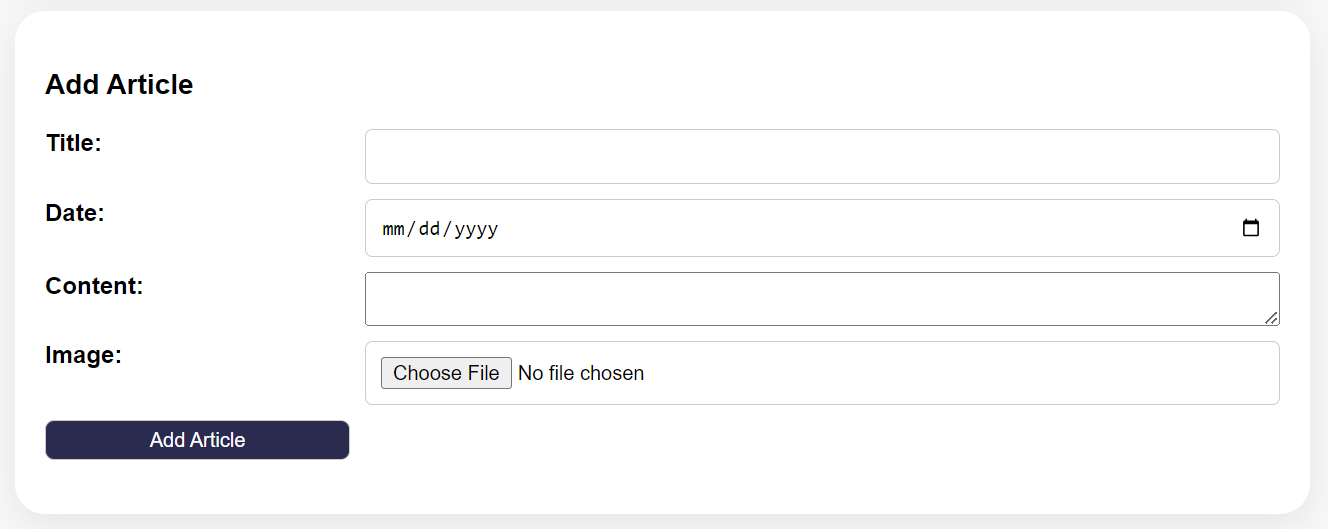 Add Article
Title:
Date:
mm/dd/yyyy
Content:
Image:
Choose File No file chosen
Add Article